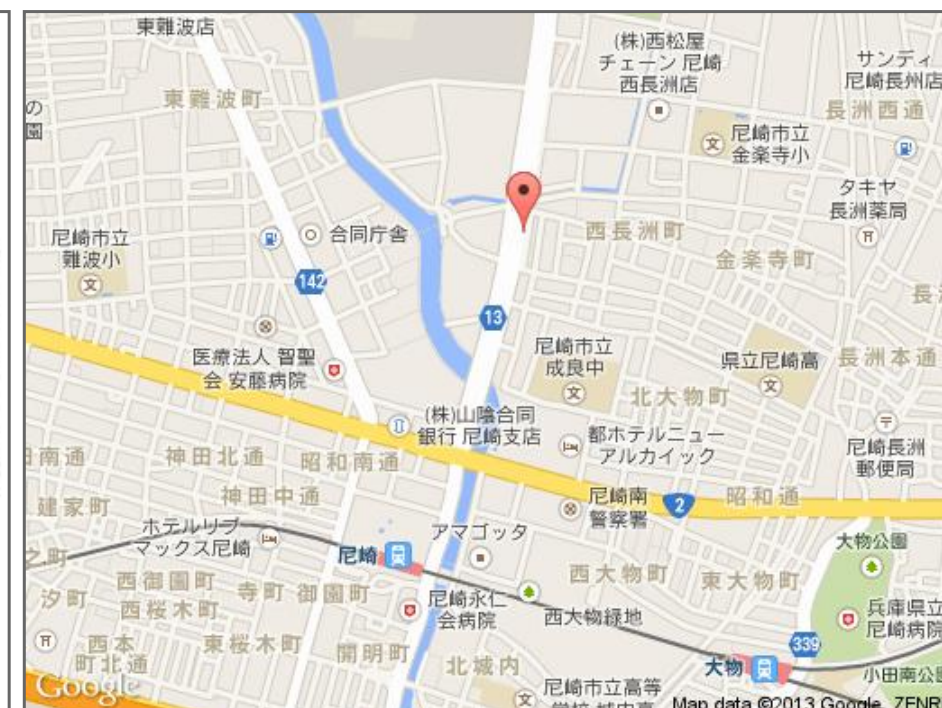 東難波店
(株)西松屋
チェーン 尼崎
西長洲店
サンディ
尼崎長州店
の
園
東難波町
長洲西通
尼崎市立
金楽寺小
タキヤ
長洲薬局
尼崎市立
難波小
合同庁舎
西長洲町
金楽寺町
142
長
13
医療法人 智聖
会 安藤病院
尼崎市立
成良中
県立尼崎高
長洲本通
北大物町
(株)山陰合同
銀行 尼崎支店
都ホテルニュー
アルカイック
尼崎長洲
郵便局
南通
神田北通
昭和南通
建家町
神田中通
尼崎南
警察署
2
昭和通
ホテルリブ
マックス尼崎
アマゴッタ
大物公園
之町
尼崎
西御園町
寺町
御園町
西大物町
東大物町
汐町
西桜木町
尼崎永仁
会病院
西大物緑地
兵庫県立
尼崎病院
西本
町北通
東桜木町
開明町
北城内
339
大物
小田南公園
Google
尼崎市立高等
Map data ©2013 Google, ZENR